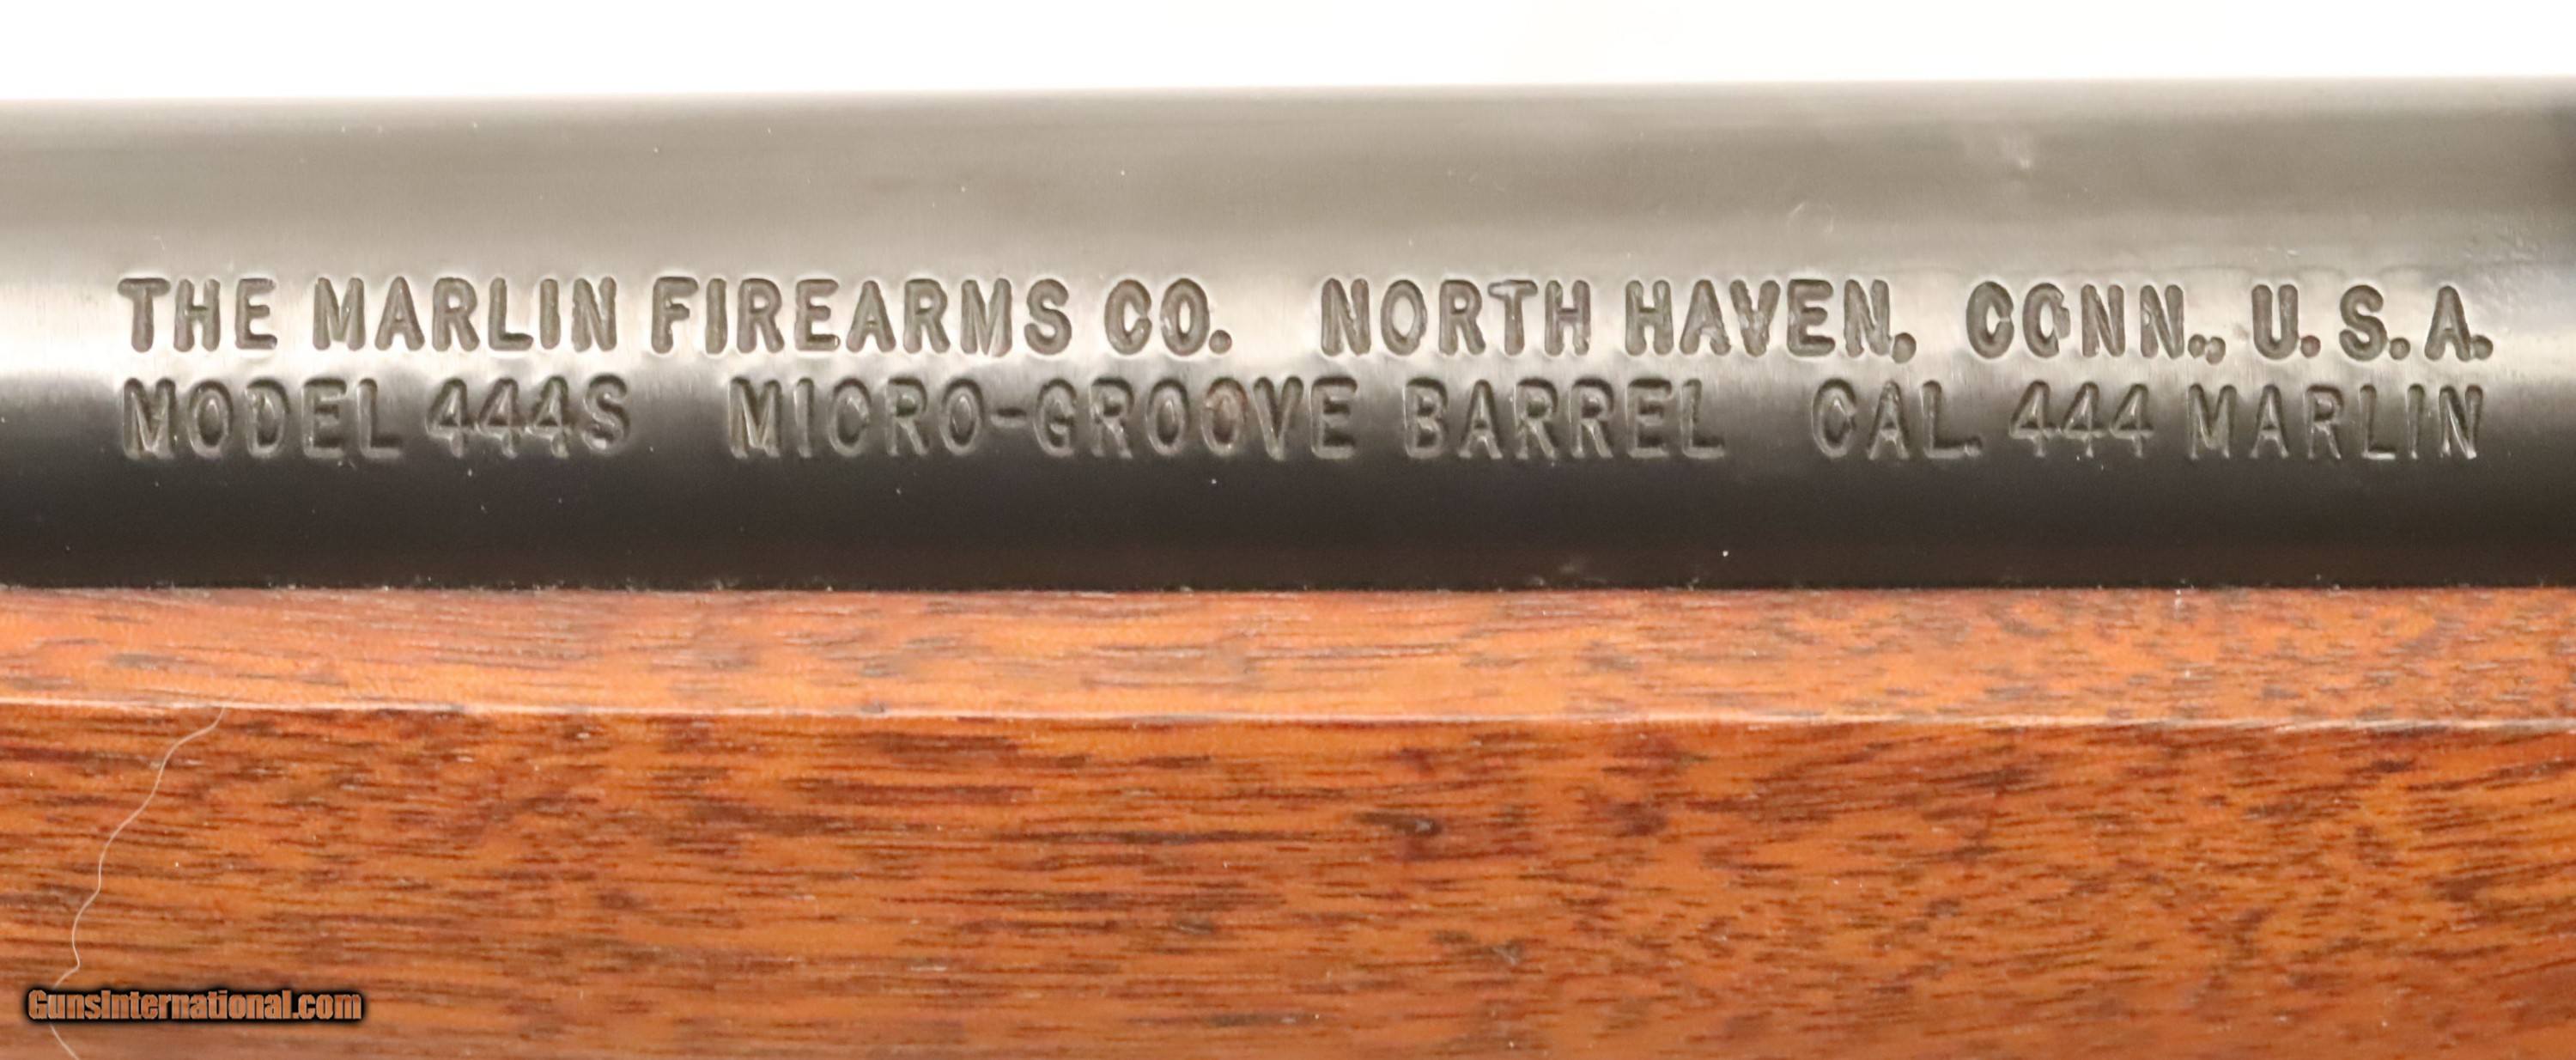 THE MARLIN FIREARMS CO. NORTH HAVEN, CONN., U.S.A.
MODEL 444S MICRO-GROOVE BARREL CAL. 444 MARLIN
GunsInternational.com